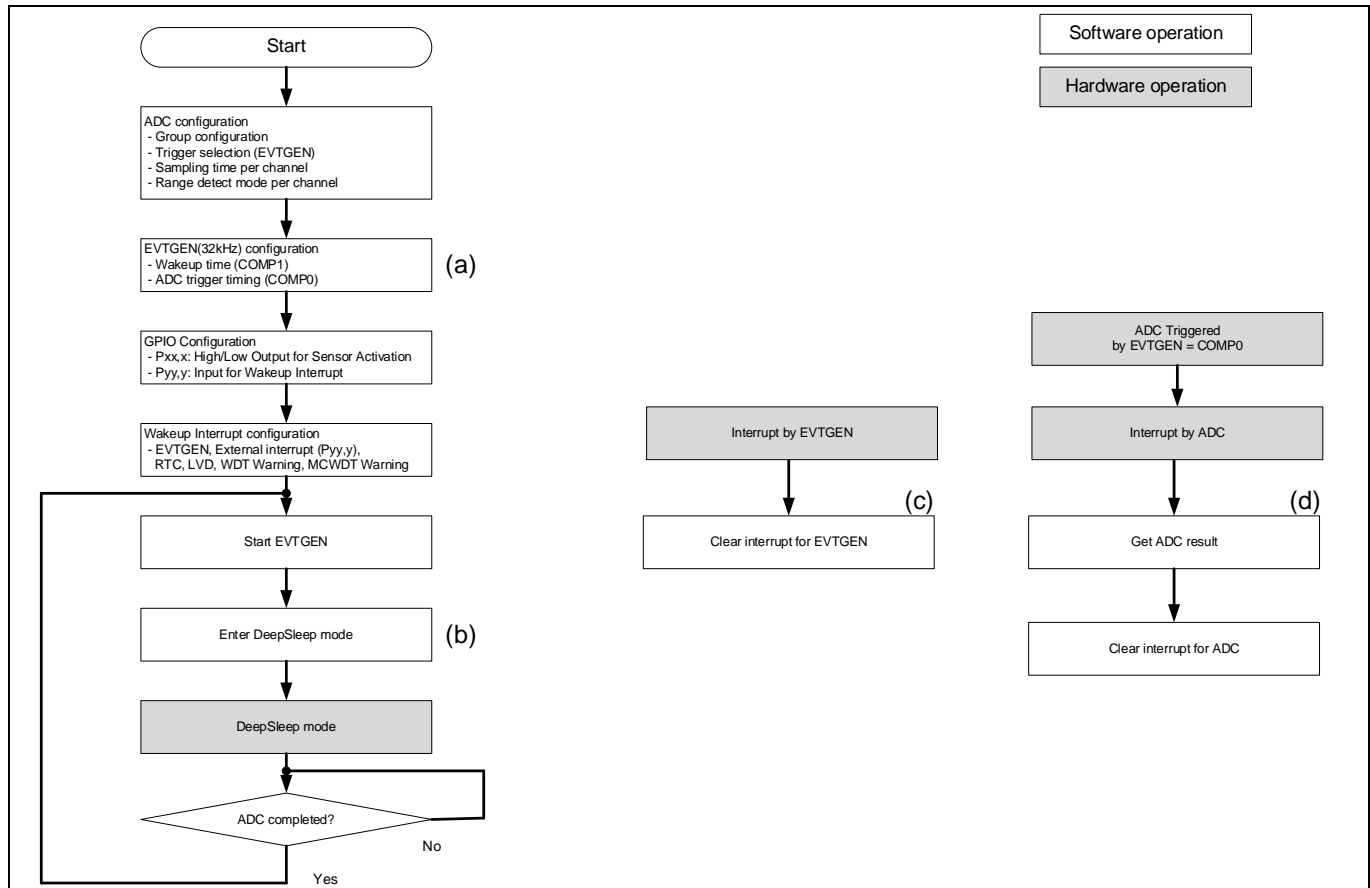 Start
Software operation
Hardware operation
ADC configuration
- Group configuration
- Trigger selection (EVTGEN)
- Sampling time per channel
- Range detect mode per channel
EVTGEN(32kHz) configuration
- Wakeup time (COMP1)
- ADC trigger timing (COMP0)
(a)
GPIO Configuration
- Pxx,x: High/Low Output for Sensor Activation
- Pyy,y: Input for Wakeup Interrupt
Wakeup Interrupt configuration
- EVTGEN, External interrupt (Pyy,y),
RTC, LVD, WDT Warning, MCWDT Warning
Start EVTGEN
Enter DeepSleep mode
(b)
DeepSleep mode
ADC completed?
No
Yes
Interrupt by EVTGEN
(c)
Clear interrupt for EVTGEN
ADC Triggered
by EVTGEN = COMP0
Interrupt by ADC
(d)
Get ADC result
Clear interrupt for ADC